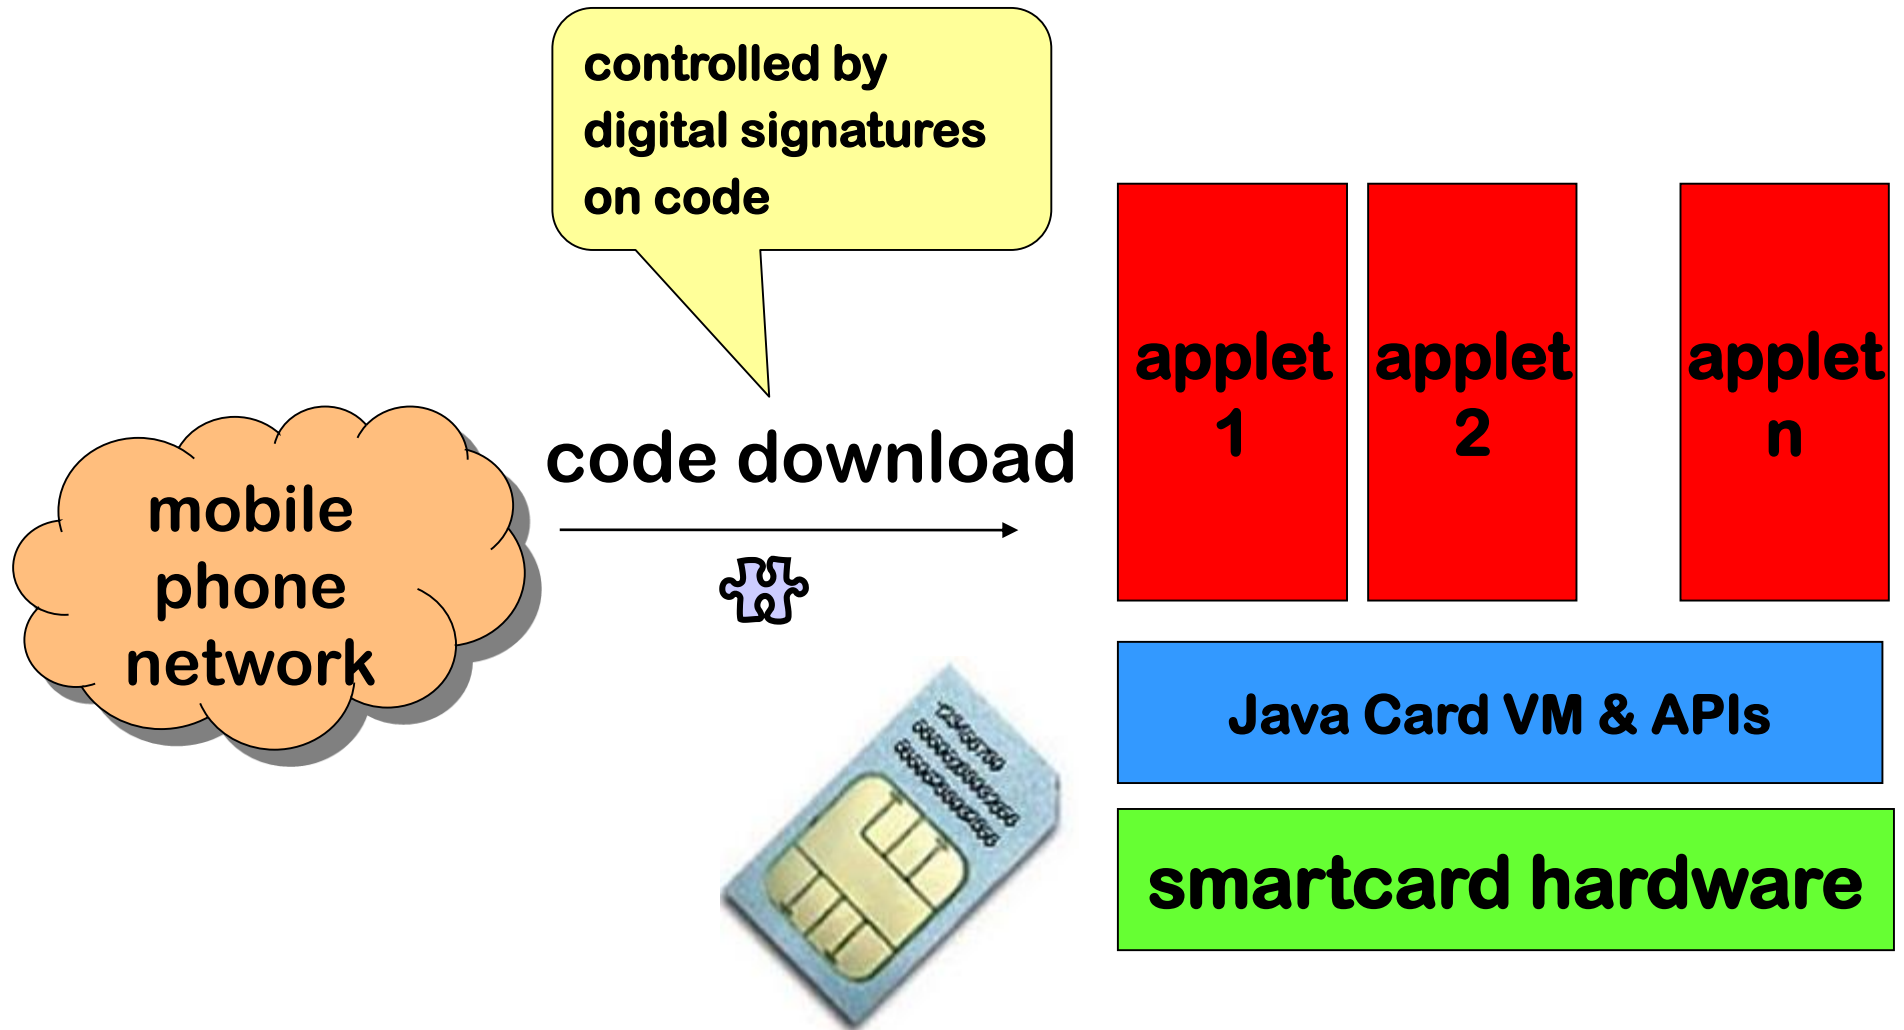 controlled by
digital signatures
on code
mobile
phone
network
code download
applet
1
applet
2
applet
n
Java Card VM & APIs
smartcard hardware